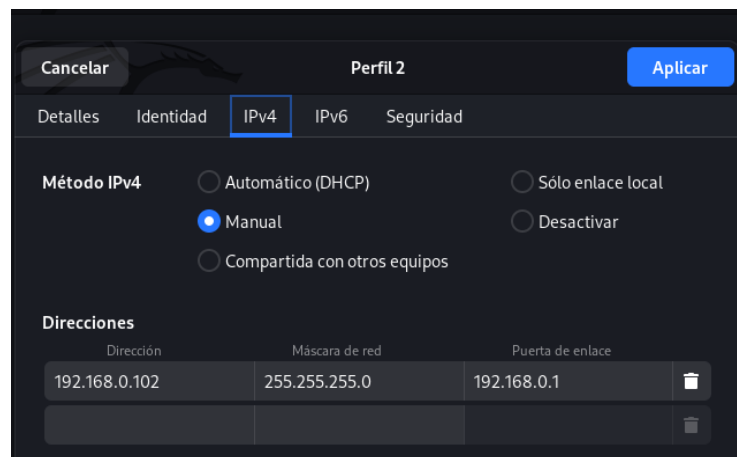 Cancelar Perfil 2 Aplicar
Detalles Identidad IPv4 IPv6 Seguridad
Método IPv4 Automático (DHCP) Sólo enlace local
Manual Desactivar
Compartida con otros equipos
Direcciones
Dirección Máscara de red Puerta de enlace
192.168.0.102 255.255.255.0 192.168.0.1